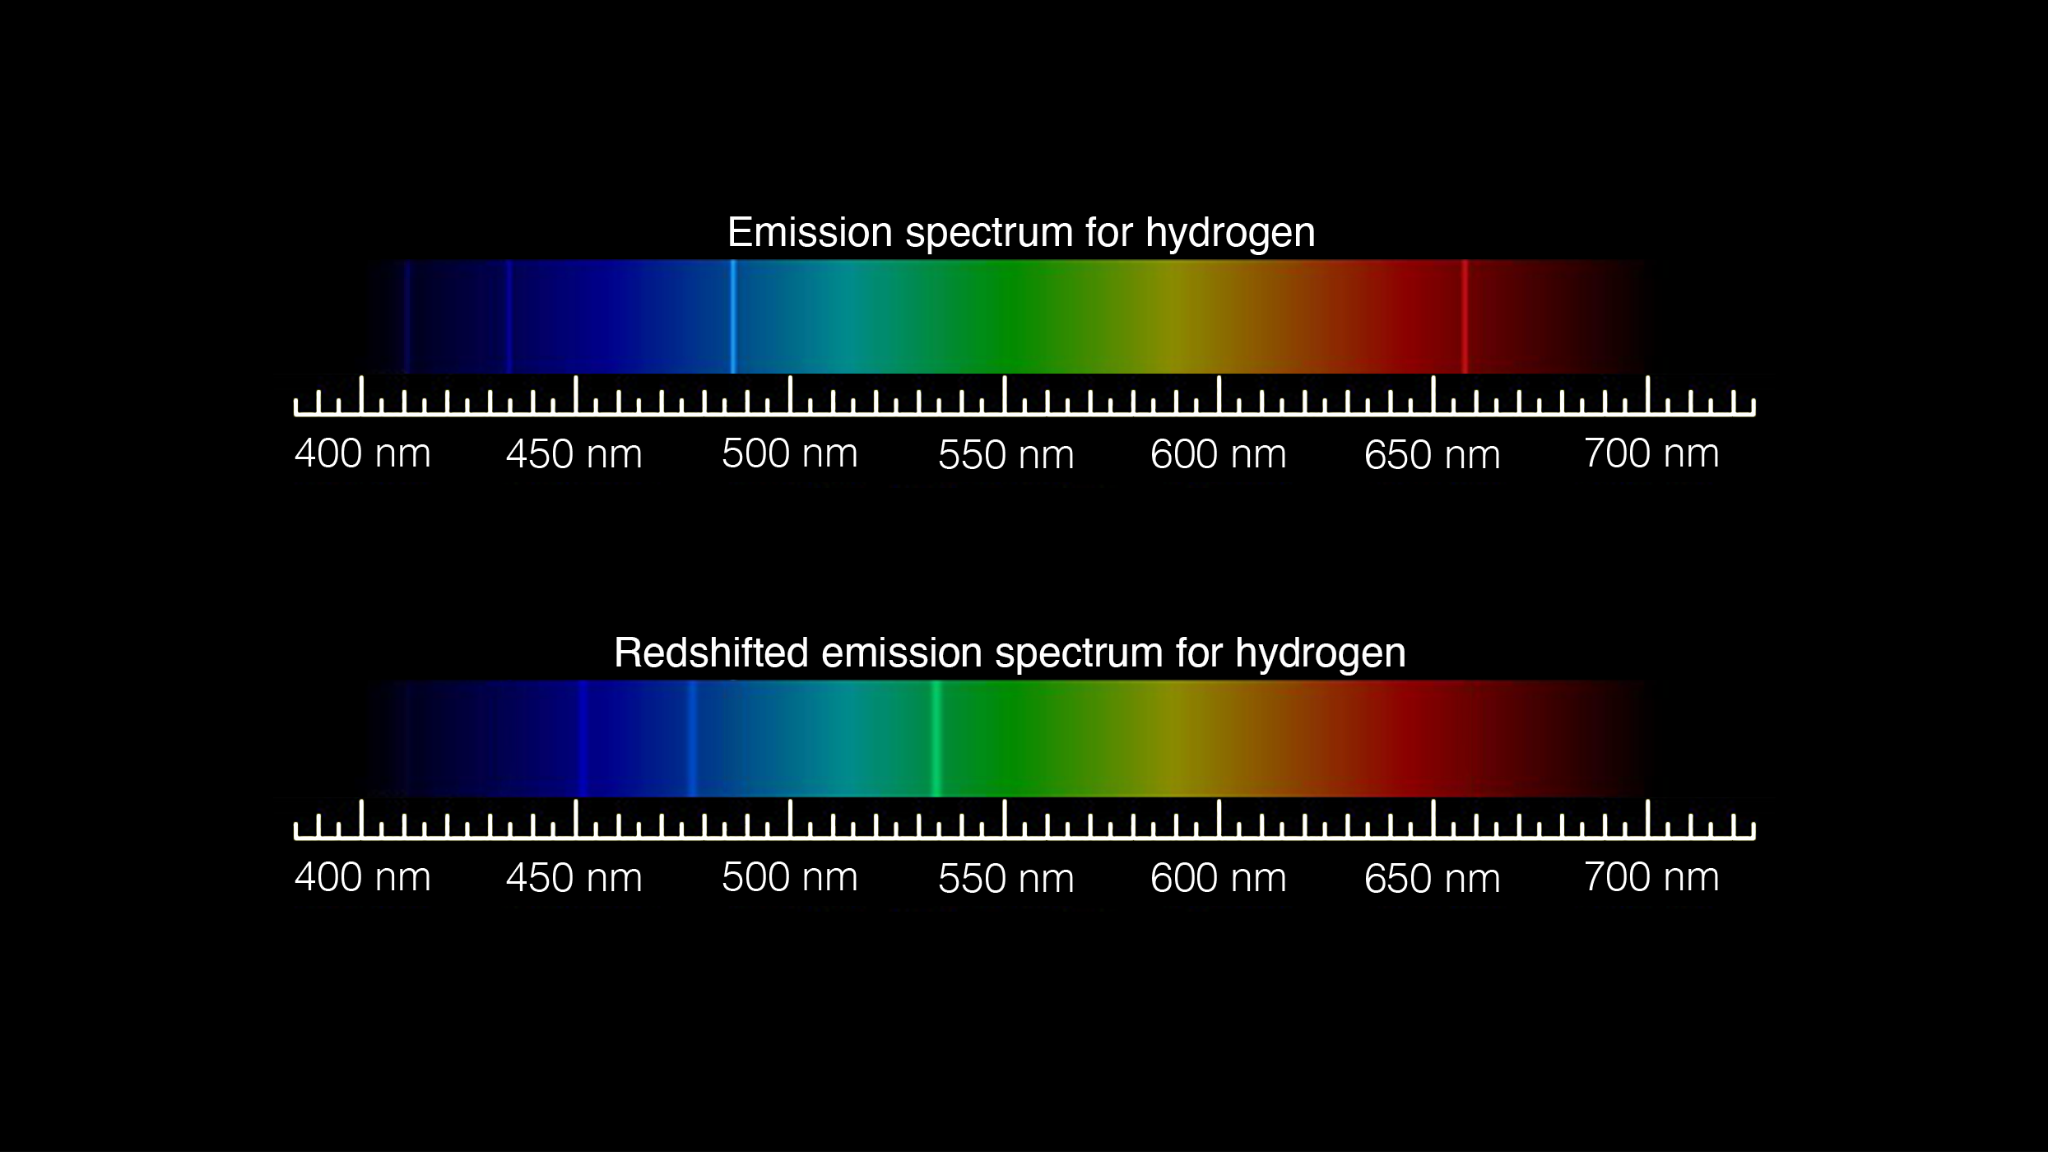 Emission spectrum for hydrogen
400 nm 450 nm 500 nm 550 nm 600 nm 650 nm 700 nm
Redshifted emission spectrum for hydrogen
400 nm 450 nm 500 nm 550 nm 600 nm 650 nm 700 nm